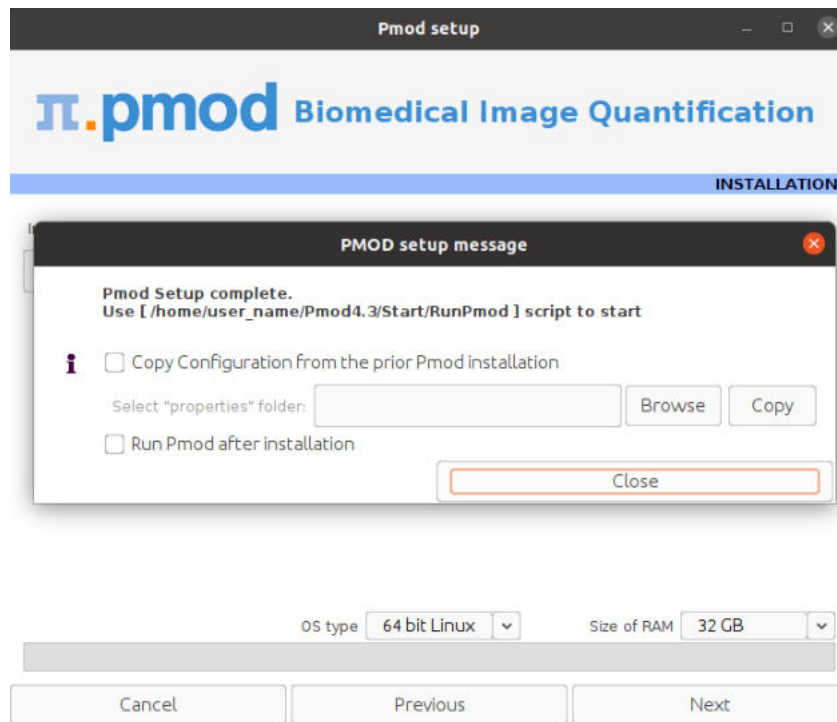 Pmod setup
π.pmod Biomedical Image Quantification
INSTALLATION
PMOD setup message
Pmod Setup complete.
Use [ /home/user_name/Pmod4.3/Start/RunPmod ] script to start
Copy Configuration from the prior Pmod installation
Select "properties" folder:
Browse
Copy
Run Pmod after installation
Close
OS type
64 bit Linux
Size of RAM
32 GB
Cancel
Previous
Next